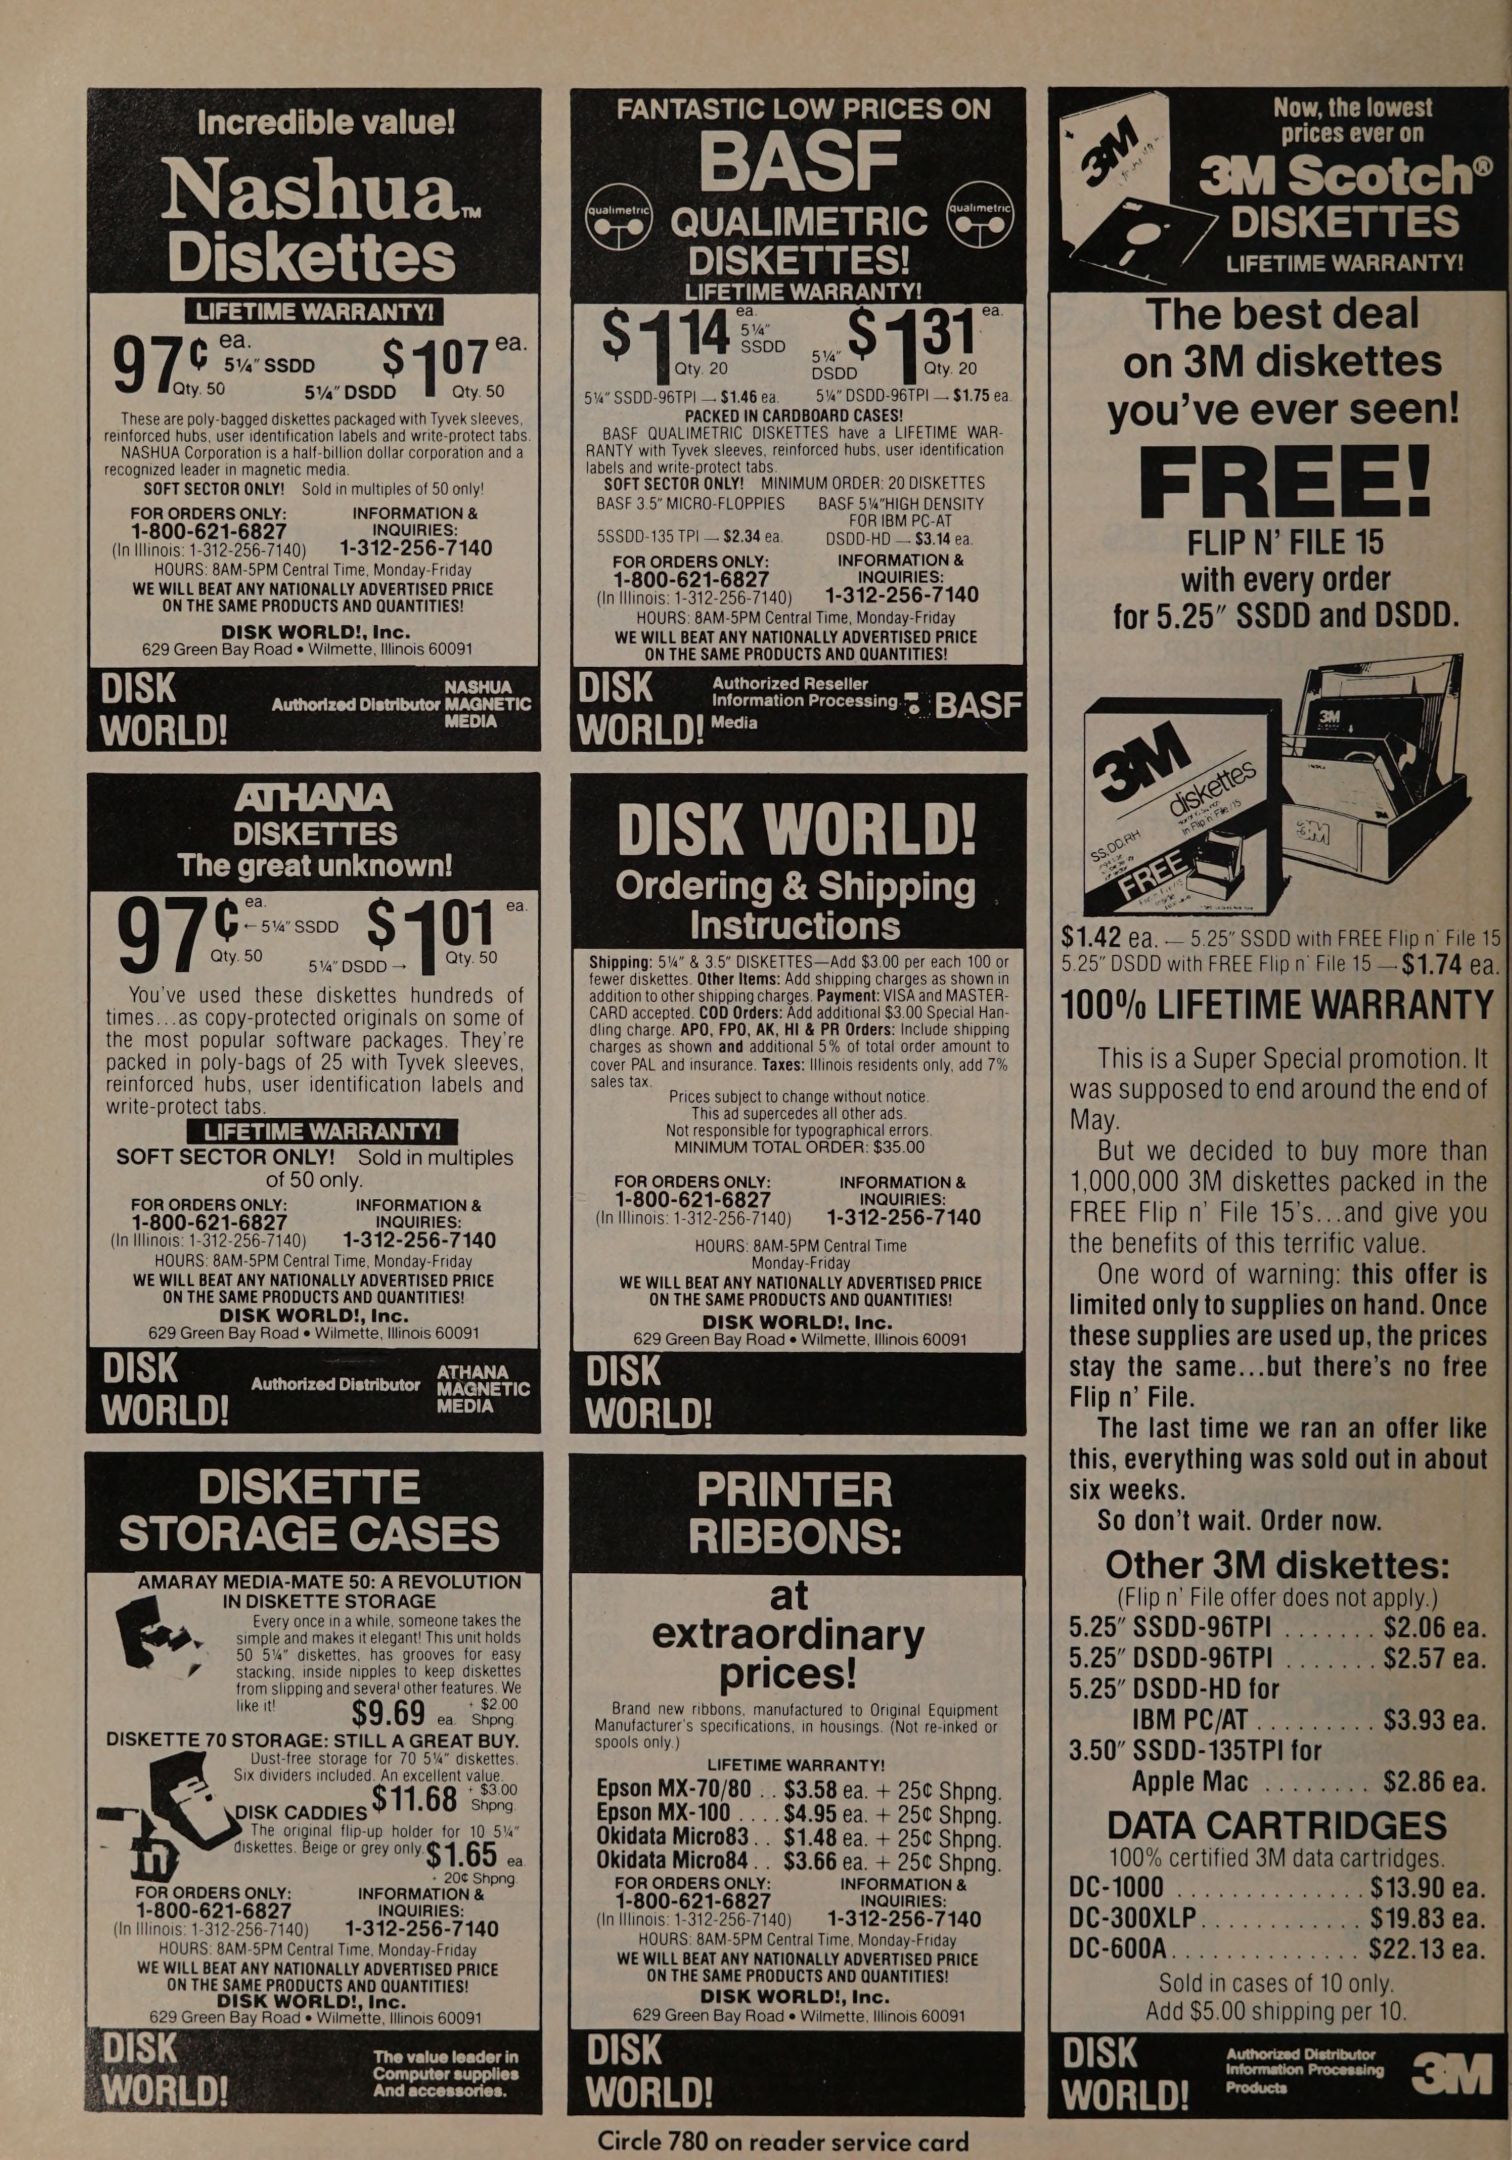 Incredible value!
Nashua™
Diskettes
LIFETIME WARRANTY!
97¢ ea. 5¼" SSDD Qty. 50
5¼" DSDD $1.07 ea. Qty. 50
These are poly-bagged diskettes packaged with Tyvek sleeves,
reinforced hubs, user identification labels and write-protect tabs.
NASHUA Corporation is a half-billion dollar corporation and a
recognized leader in magnetic media.
SOFT SECTOR ONLY! Sold in multiples of 50 only!
FOR ORDERS ONLY:
1-800-621-6827
(In Illinois: 1-312-256-7140)
INFORMATION &
INQUIRIES:
1-312-256-7140
HOURS: 8AM-5PM Central Time, Monday-Friday
WE WILL BEAT ANY NATIONALLY ADVERTISED PRICE
ON THE SAME PRODUCTS AND QUANTITIES!
DISK WORLD!, Inc.
629 Green Bay Road • Wilmette, Illinois 60091
DISK
WORLD!
Authorized Distributor
NASHUA
MAGNETIC
MEDIA
ATHANA
DISKETTES
The great unknown!
97¢ ea. ← 5¼" SSDD Qty. 50
5¼" DSDD → $1.01 ea. Qty. 50
You've used these diskettes hundreds of
times...as copy-protected originals on some of
the most popular software packages. They're
packed in poly-bags of 25 with Tyvek sleeves,
reinforced hubs, user identification labels and
write-protect tabs.
LIFETIME WARRANTY!
SOFT SECTOR ONLY! Sold in multiples
of 50 only.
FOR ORDERS ONLY:
1-800-621-6827
(In Illinois: 1-312-256-7140)
INFORMATION &
INQUIRIES:
1-312-256-7140
HOURS: 8AM-5PM Central Time, Monday-Friday
WE WILL BEAT ANY NATIONALLY ADVERTISED PRICE
ON THE SAME PRODUCTS AND QUANTITIES!
DISK WORLD!, Inc.
629 Green Bay Road • Wilmette, Illinois 60091
DISK
WORLD!
Authorized Distributor
ATHANA
MAGNETIC
MEDIA
DISKETTE
STORAGE CASES
AMARAY MEDIA-MATE 50: A REVOLUTION
IN DISKETTE STORAGE
Every once in a while, someone takes the
simple and makes it elegant! This unit holds
50 5¼" diskettes, has grooves for easy
stacking, inside nipples to keep diskettes
from slipping and several other features. We
like it! $9.69 ea. + $2.00 Shpng.
DISKETTE 70 STORAGE: STILL A GREAT BUY.
Dust-free storage for 70 5¼" diskettes.
Six dividers included. An excellent value.
$11.68 + $3.00 Shpng.
DISK CADDIES
The original flip-up holder for 10 5¼"
diskettes. Beige or grey only. $1.65 ea.
+ 20¢ Shpng.
FOR ORDERS ONLY:
1-800-621-6827
(In Illinois: 1-312-256-7140)
INFORMATION &
INQUIRIES:
1-312-256-7140
HOURS: 8AM-5PM Central Time, Monday-Friday
WE WILL BEAT ANY NATIONALLY ADVERTISED PRICE
ON THE SAME PRODUCTS AND QUANTITIES!
DISK WORLD!, Inc.
629 Green Bay Road • Wilmette, Illinois 60091
DISK
WORLD!
The value leader in
Computer supplies
And accessories.
FANTASTIC LOW PRICES ON
BASF
qualimetric
QUALIMETRIC
qualimetric
DISKETTES!
LIFETIME WARRANTY!
$1.14 ea. 5¼" SSDD Qty. 20
5¼" DSDD $1.31 ea. Qty. 20
5¼" SSDD-96TPI — $1.46 ea. 5¼" DSDD-96TPI — $1.75 ea.
PACKED IN CARDBOARD CASES!
BASF QUALIMETRIC DISKETTES have a LIFETIME WAR-
RANTY with Tyvek sleeves, reinforced hubs, user identification
labels and write-protect tabs.
SOFT SECTOR ONLY! MINIMUM ORDER: 20 DISKETTES
BASF 3.5" MICRO-FLOPPIES
5SSDD-135 TPI — $2.34 ea.
BASF 5¼"HIGH DENSITY
FOR IBM PC-AT
DSDD-HD — $3.14 ea.
FOR ORDERS ONLY:
1-800-621-6827
(In Illinois: 1-312-256-7140)
INFORMATION &
INQUIRIES:
1-312-256-7140
HOURS: 8AM-5PM Central Time, Monday-Friday
WE WILL BEAT ANY NATIONALLY ADVERTISED PRICE
ON THE SAME PRODUCTS AND QUANTITIES!
DISK
WORLD!
Authorized Reseller
Information Processing
Media
BASF
DISK WORLD!
Ordering & Shipping
Instructions
Shipping: 5¼" & 3.5" DISKETTES—Add $3.00 per each 100 or
fewer diskettes. Other Items: Add shipping charges as shown in
addition to other shipping charges. Payment: VISA and MASTER-
CARD accepted. COD Orders: Add additional $3.00 Special Han-
dling charge. APO, FPO, AK, HI & PR Orders: Include shipping
charges as shown and additional 5% of total order amount to
cover PAL and insurance. Taxes: Illinois residents only, add 7%
sales tax.
Prices subject to change without notice.
This ad supercedes all other ads.
Not responsible for typographical errors.
MINIMUM TOTAL ORDER: $35.00
FOR ORDERS ONLY:
1-800-621-6827
(In Illinois: 1-312-256-7140)
INFORMATION &
INQUIRIES:
1-312-256-7140
HOURS: 8AM-5PM Central Time
Monday-Friday
WE WILL BEAT ANY NATIONALLY ADVERTISED PRICE
ON THE SAME PRODUCTS AND QUANTITIES!
DISK WORLD!, Inc.
629 Green Bay Road • Wilmette, Illinois 60091
DISK
WORLD!
PRINTER
RIBBONS:
at
extraordinary
prices!
Brand new ribbons, manufactured to Original Equipment
Manufacturer's specifications, in housings. (Not re-inked or
spools only.)
LIFETIME WARRANTY!
Epson MX-70/80 .. $3.58 ea. + 25¢ Shpng.
Epson MX-100 .... $4.95 ea. + 25¢ Shpng.
Okidata Micro83 .. $1.48 ea. + 25¢ Shpng.
Okidata Micro84 .. $3.66 ea. + 25¢ Shpng.
FOR ORDERS ONLY:
1-800-621-6827
(In Illinois: 1-312-256-7140)
INFORMATION &
INQUIRIES:
1-312-256-7140
HOURS: 8AM-5PM Central Time, Monday-Friday
WE WILL BEAT ANY NATIONALLY ADVERTISED PRICE
ON THE SAME PRODUCTS AND QUANTITIES!
DISK WORLD!, Inc.
629 Green Bay Road • Wilmette, Illinois 60091
DISK
WORLD!
3M
Now, the lowest
prices ever on
3M Scotch®
DISKETTES
LIFETIME WARRANTY!
The best deal
on 3M diskettes
you've ever seen!
FREE!
FLIP N' FILE 15
with every order
for 5.25" SSDD and DSDD.
3M
diskettes
in Flip n' File 15
SS,DD,RH
FREE
3M
3M
$1.42 ea. — 5.25" SSDD with FREE Flip n' File 15
5.25" DSDD with FREE Flip n' File 15 — $1.74 ea.
100% LIFETIME WARRANTY
This is a Super Special promotion. It
was supposed to end around the end of
May.
But we decided to buy more than
1,000,000 3M diskettes packed in the
FREE Flip n' File 15's...and give you
the benefits of this terrific value.
One word of warning: this offer is
limited only to supplies on hand. Once
these supplies are used up, the prices
stay the same...but there's no free
Flip n' File.
The last time we ran an offer like
this, everything was sold out in about
six weeks.
So don't wait. Order now.
Other 3M diskettes:
(Flip n' File offer does not apply.)
5.25" SSDD-96TPI ....... $2.06 ea.
5.25" DSDD-96TPI ....... $2.57 ea.
5.25" DSDD-HD for
IBM PC/AT ......... $3.93 ea.
3.50" SSDD-135TPI for
Apple Mac ........ $2.86 ea.
DATA CARTRIDGES
100% certified 3M data cartridges.
DC-1000 .............. $13.90 ea.
DC-300XLP............ $19.83 ea.
DC-600A.............. $22.13 ea.
Sold in cases of 10 only.
Add $5.00 shipping per 10.
DISK
WORLD!
Authorized Distributor
Information Processing
Products
3M
Circle 780 on reader service card